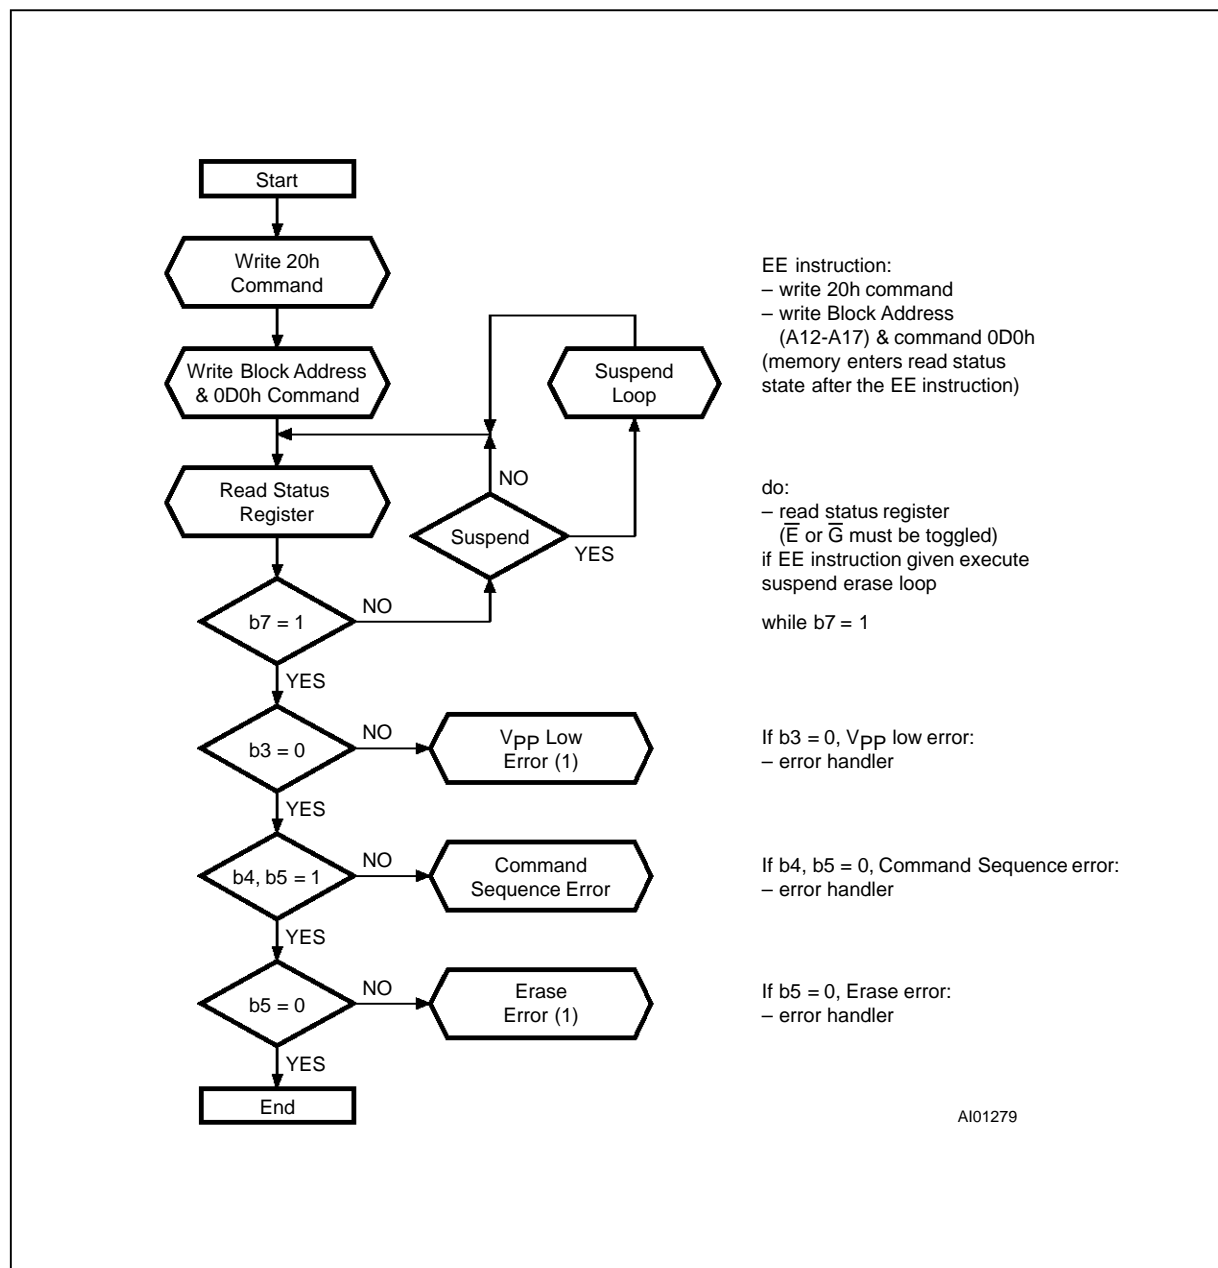 Start
Write 20h
Command
Write Block Address
& 0D0h Command
Read Status
Register
b7 = 1
NO
YES
Suspend
NO
YES
Suspend
Loop
b3 = 0
NO
YES
VPP Low
Error (1)
b4, b5 = 1
NO
YES
Command
Sequence Error
b5 = 0
NO
YES
Erase
Error (1)
End
EE instruction:
– write 20h command
– write Block Address
(A12-A17) & command 0D0h
(memory enters read status
state after the EE instruction)
do:
– read status register
(E̅ or G̅ must be toggled)
if EE instruction given execute
suspend erase loop
while b7 = 1
If b3 = 0, VPP low error:
– error handler
If b4, b5 = 0, Command Sequence error:
– error handler
If b5 = 0, Erase error:
– error handler
AI01279